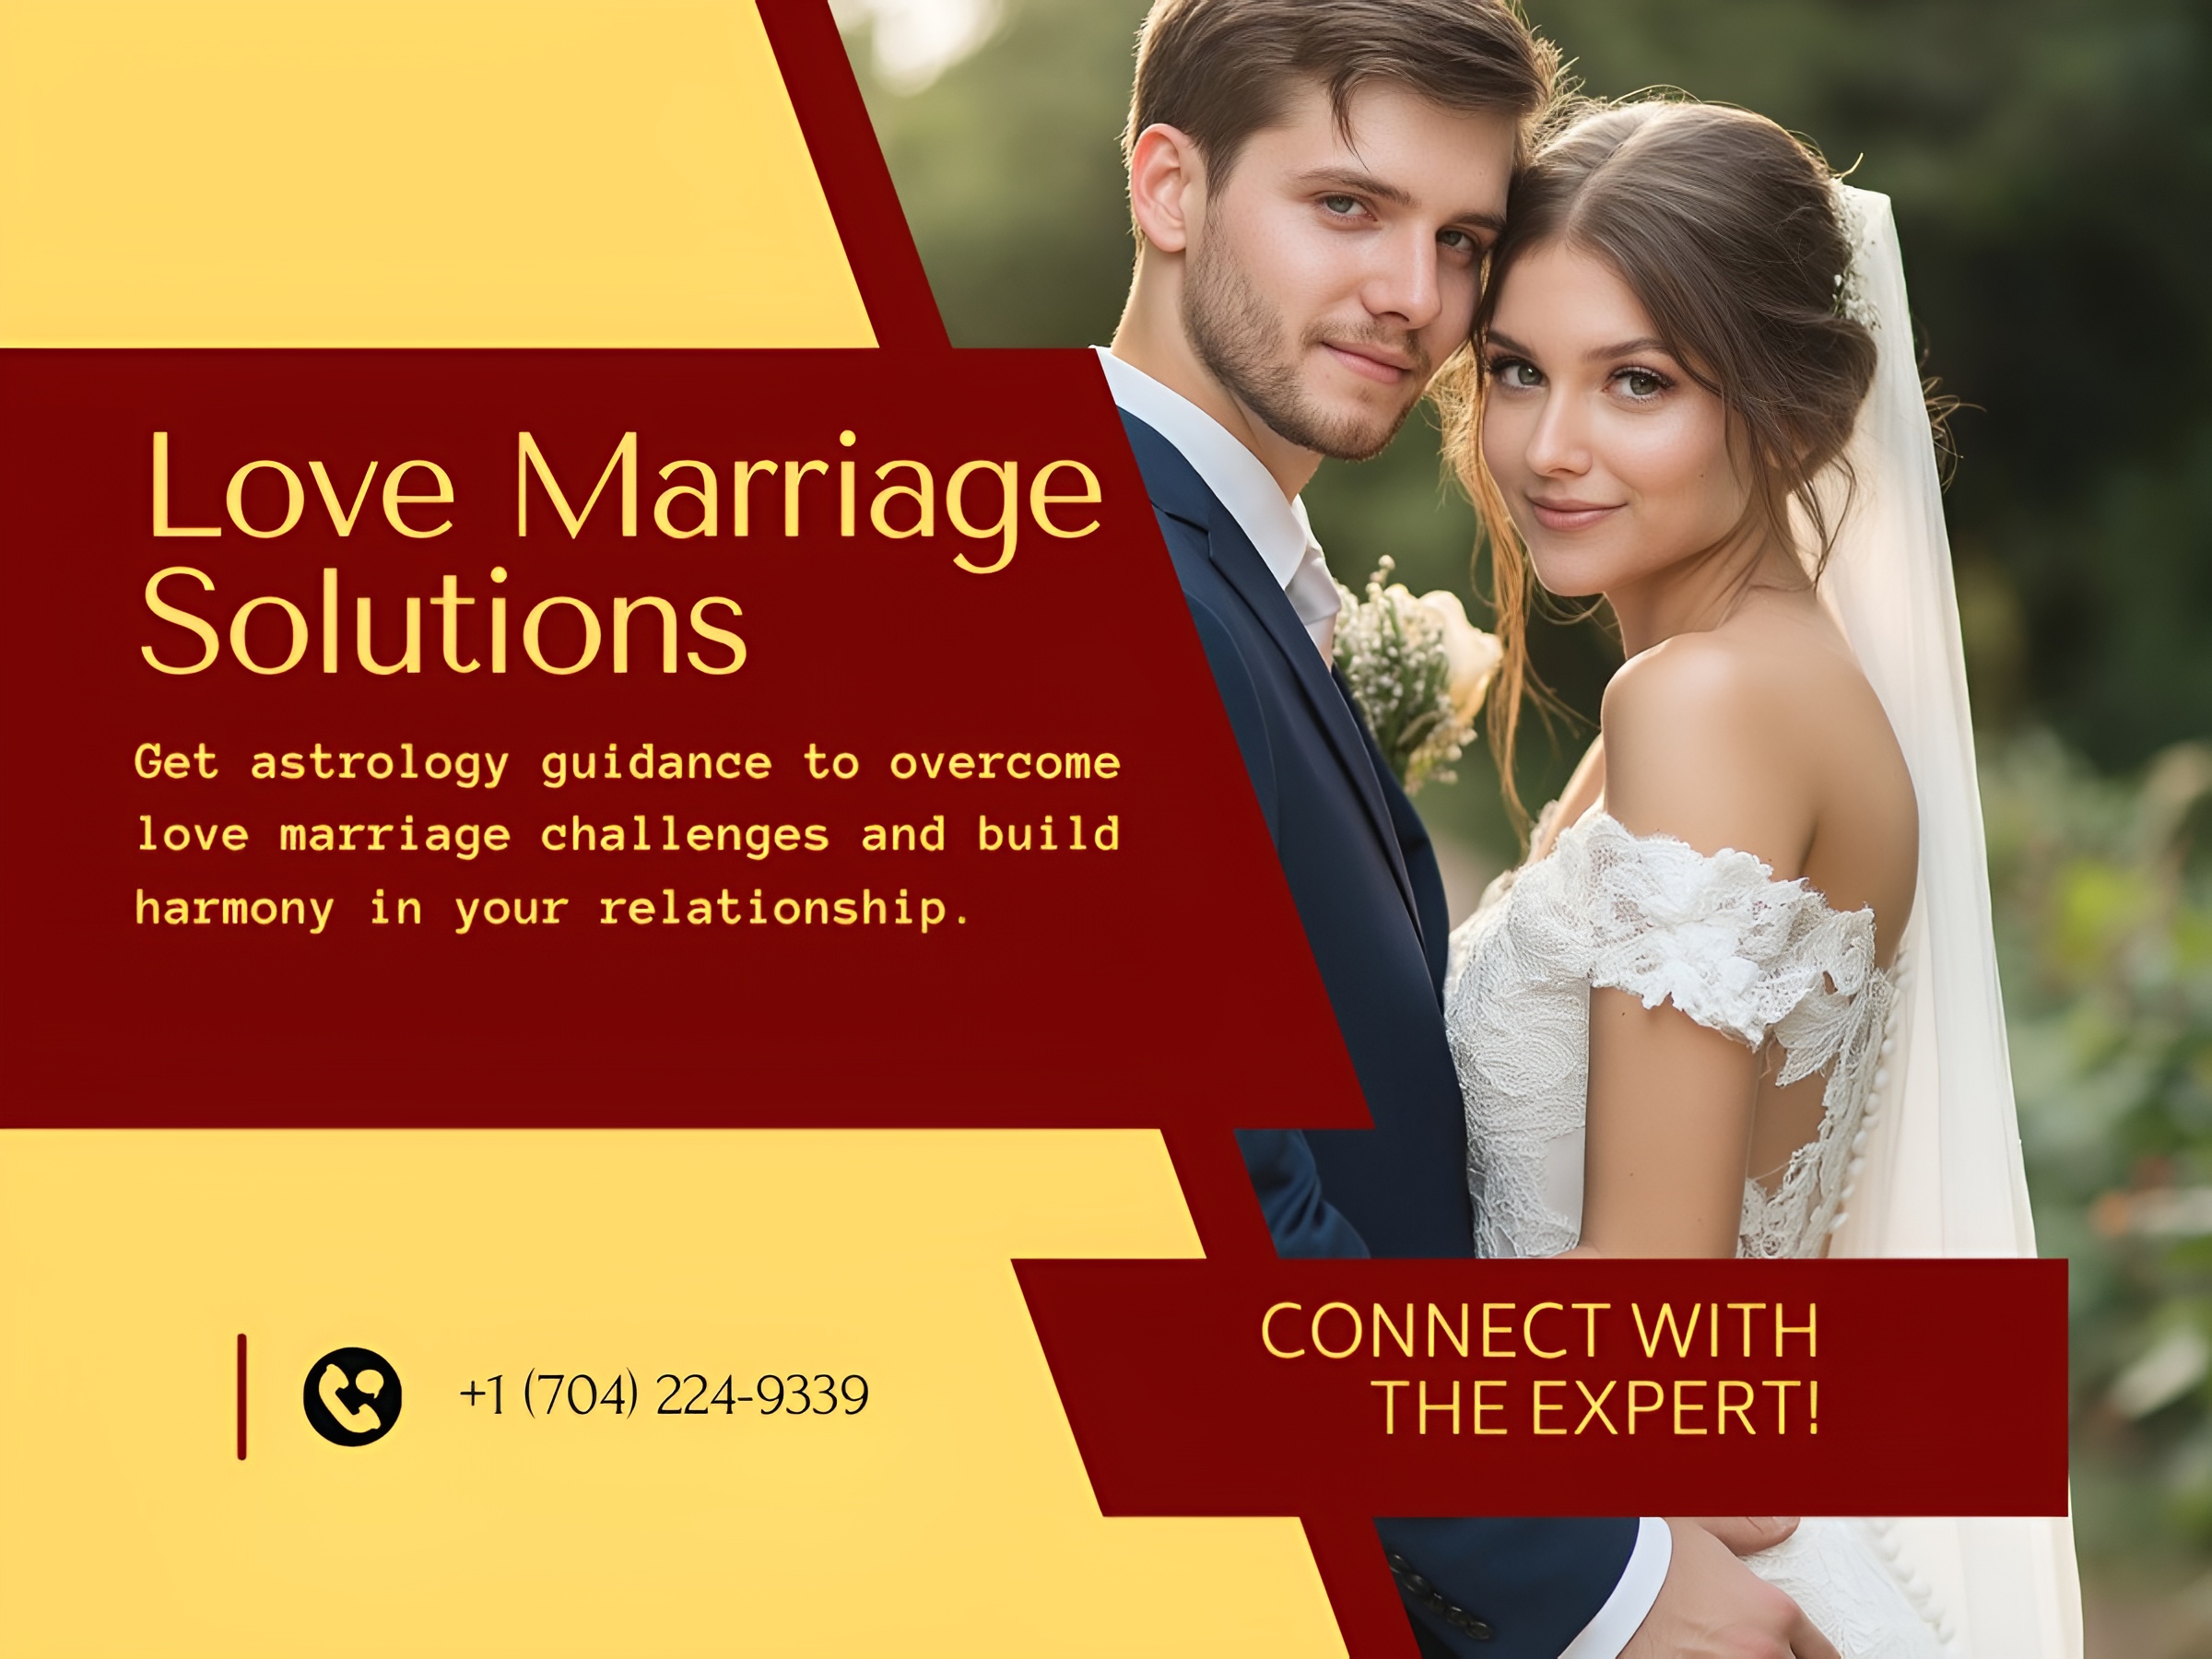 Love Marriage
Solutions
Get astrology guidance to overcome
love marriage challenges and build
harmony in your relationship.
+1 (704) 224-9339
CONNECT WITH
THE EXPERT!